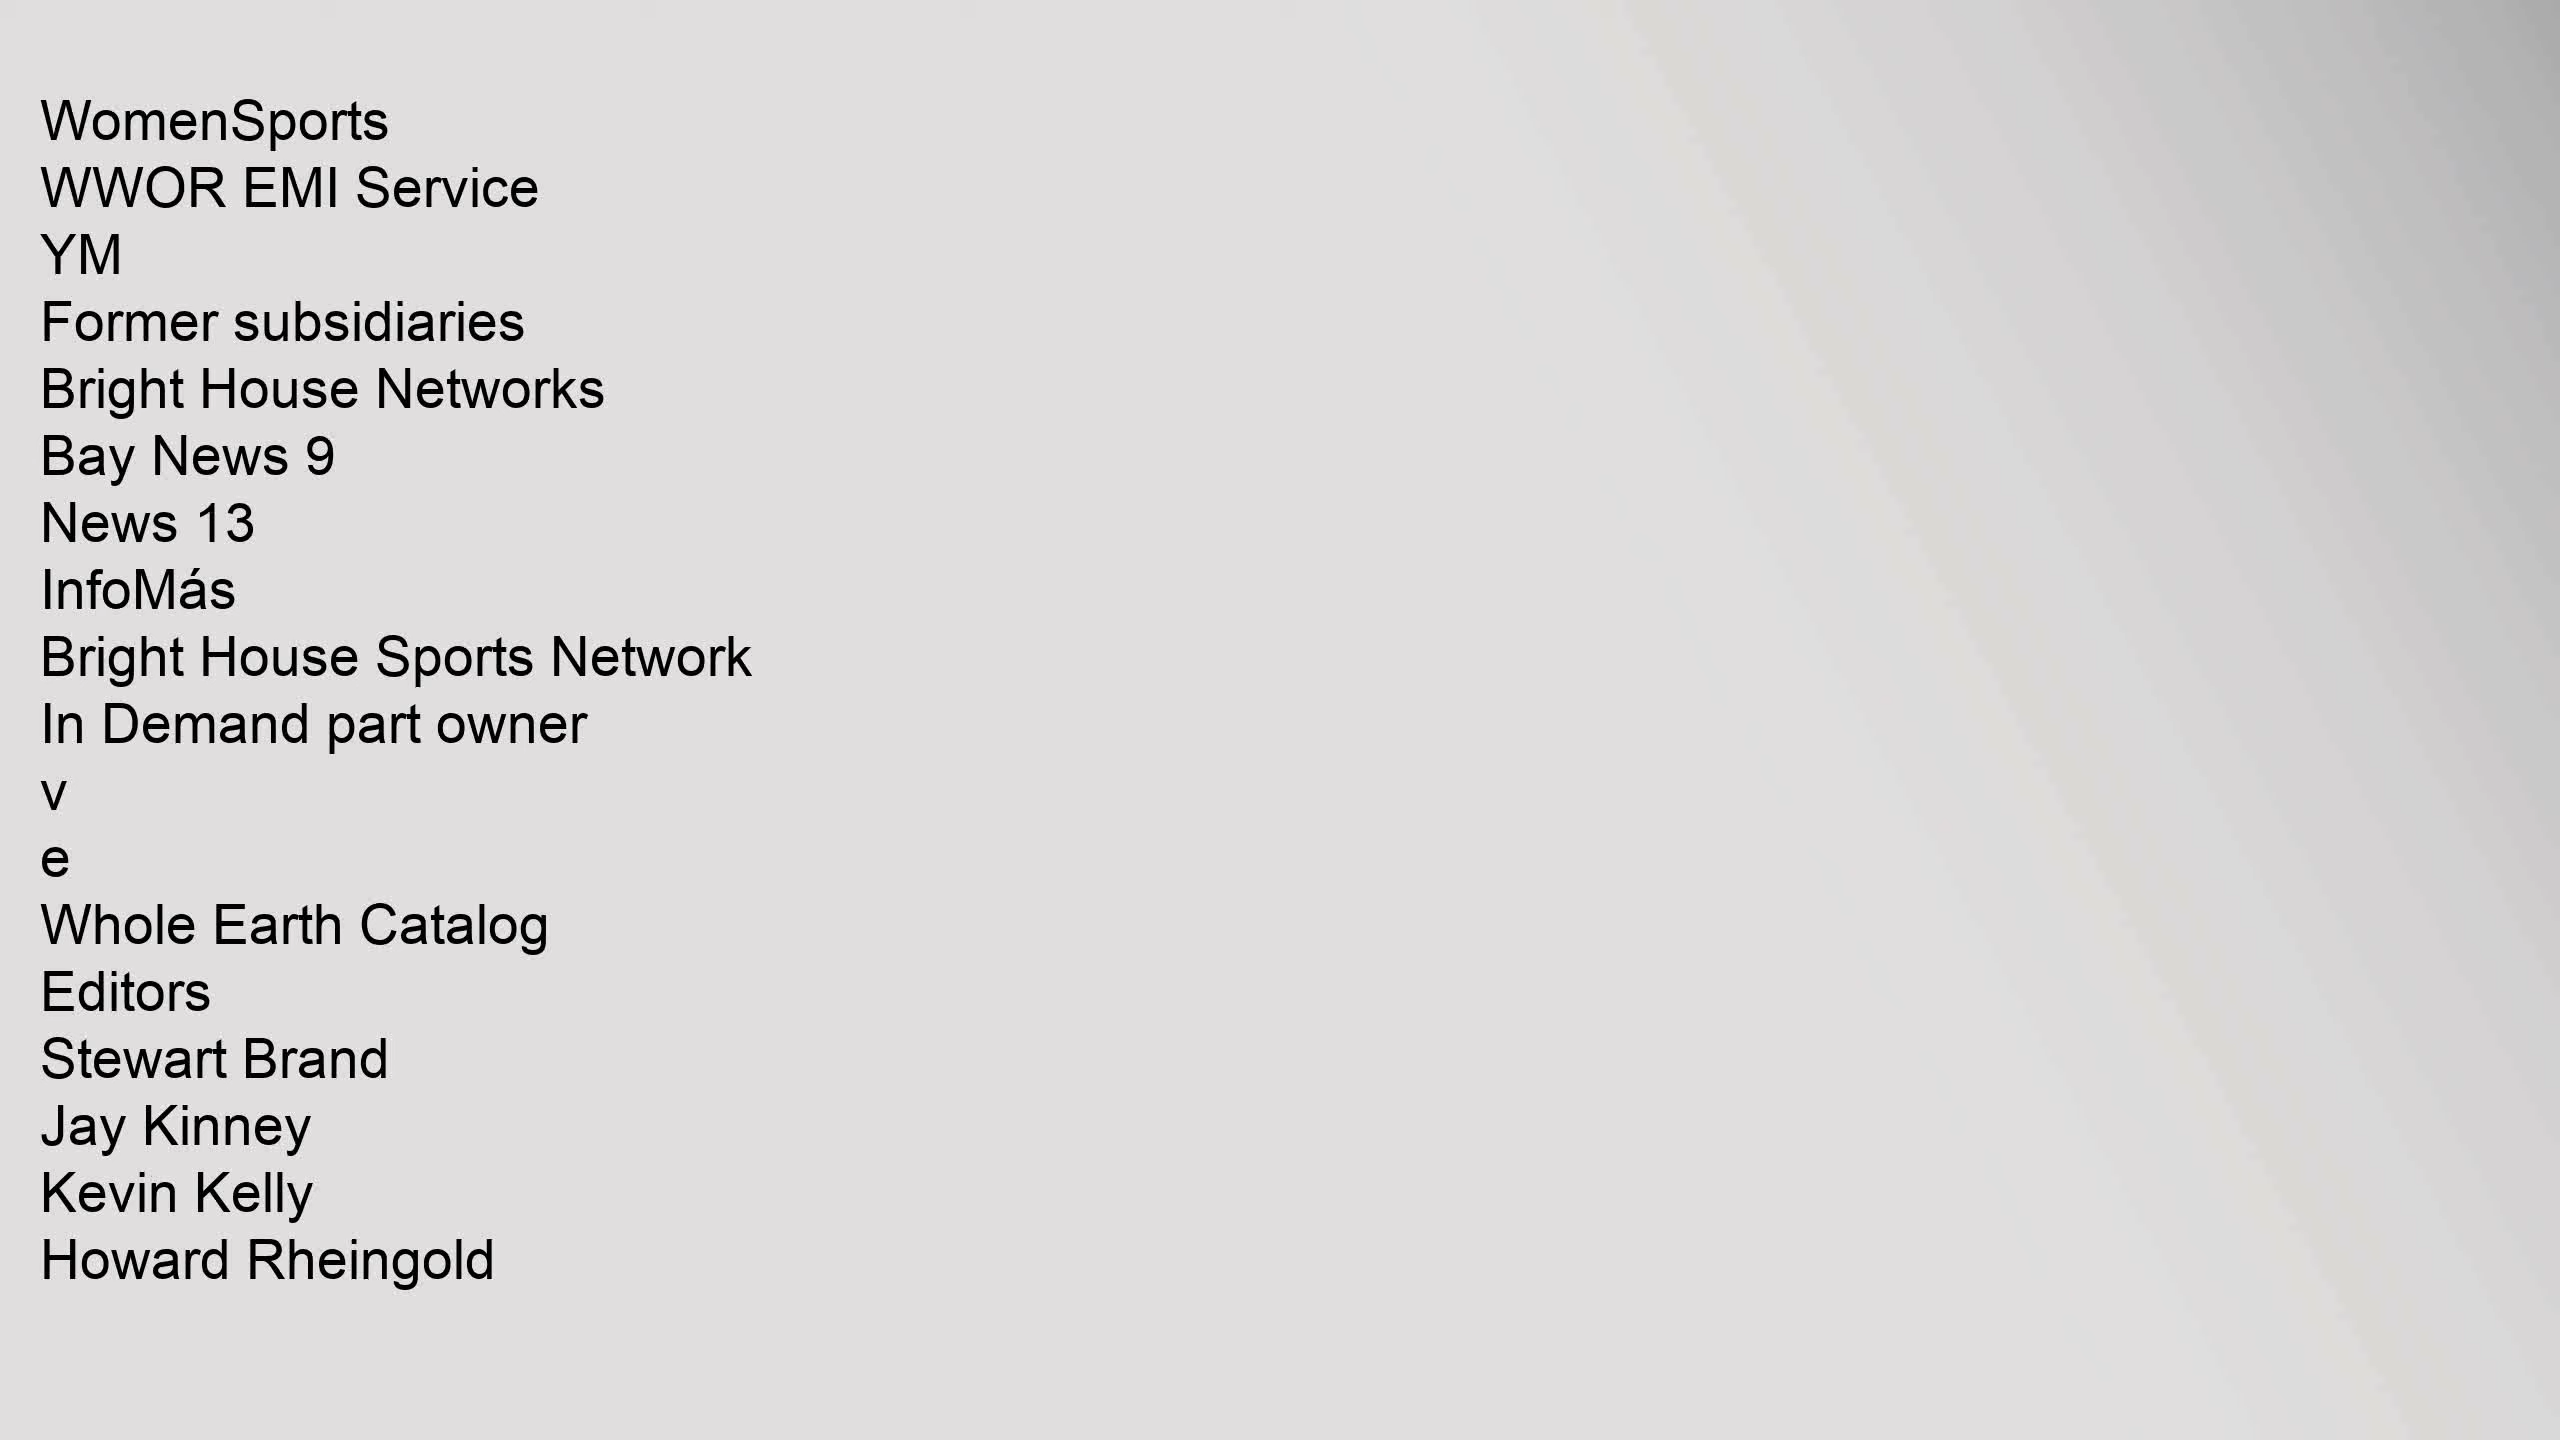 WomenSports
WWOR EMI Service
YM
Former subsidiaries
Bright House Networks
Bay News 9
News 13
InfoMás
Bright House Sports Network
In Demand part owner
v
e
Whole Earth Catalog
Editors
Stewart Brand
Jay Kinney
Kevin Kelly
Howard Rheingold